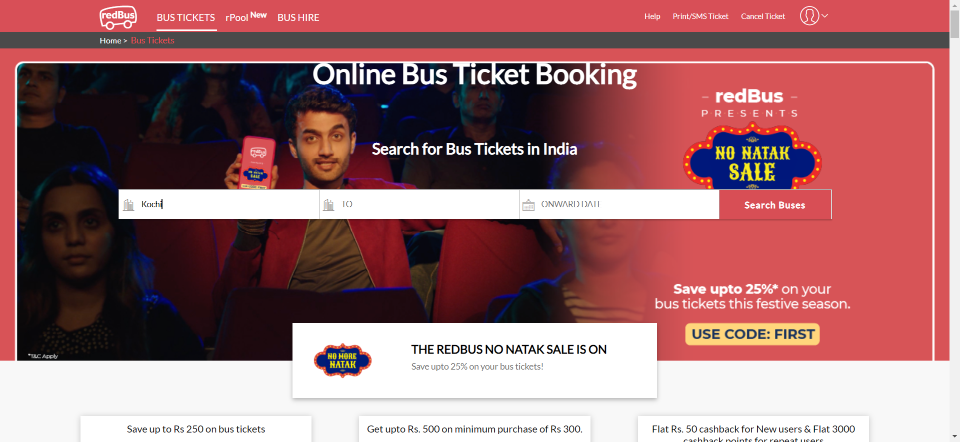 redBus
BUS TICKETS
rPool New
BUS HIRE
Help
Print/SMS Ticket
Cancel Ticket
Home > Bus Tickets
Online Bus Ticket Booking
redBus
PRESENTS
NO NATAK
SALE
Search for Bus Tickets in India
redBus
NO NATAK
SALE
Kochi
TO
ONWARD DATE
Search Buses
Save upto 25%* on your
bus tickets this festive season.
USE CODE: FIRST
*T&C Apply
NO MORE
NATAK
THE REDBUS NO NATAK SALE IS ON
Save upto 25% on your bus tickets!
Save up to Rs 250 on bus tickets
Get upto Rs. 500 on minimum purchase of Rs 300.
Flat Rs. 50 cashback for New users & Flat 3000
cashback points for repeat users